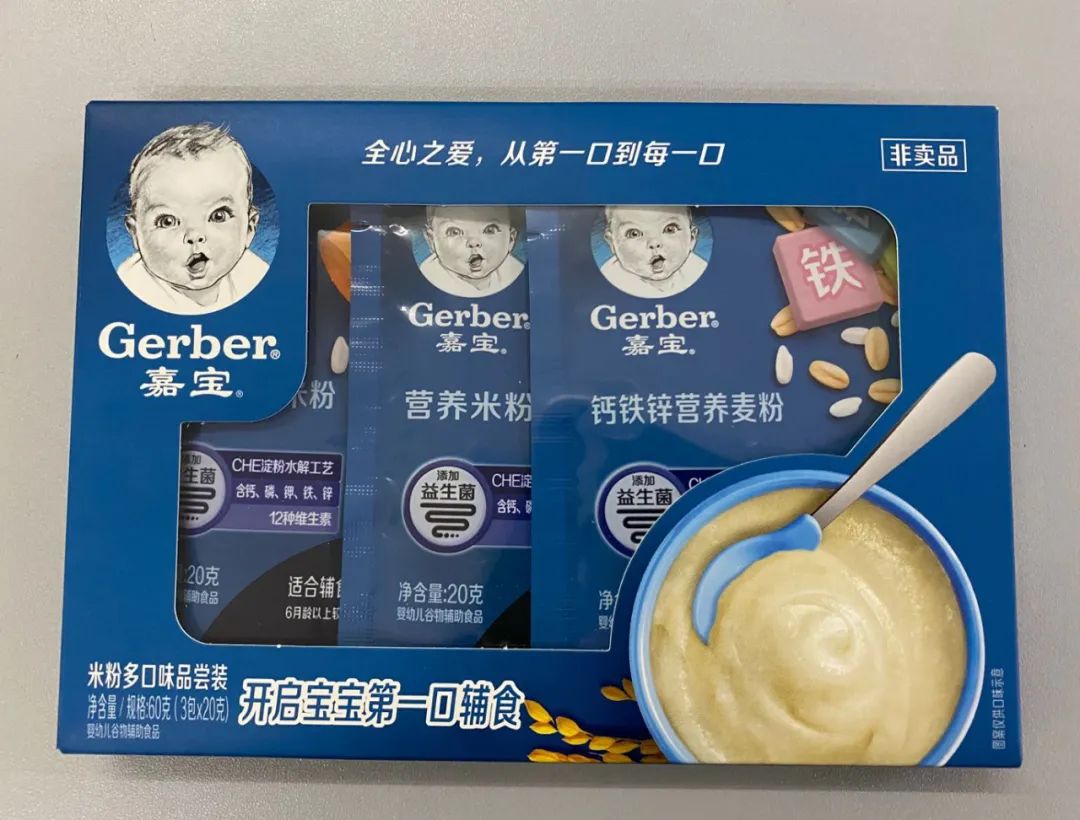 全心之爱，从第一口到每一口
非卖品
Gerber®
嘉宝®
米粉
添加
益生菌
CHE淀粉水解工艺
含钙、磷、钾、铁、锌
12种维生素
:20克
辅助食品
适合辅食
6月龄以上
Gerber®
嘉宝®
营养米粉
添加
益生菌
CHE淀
含钙、磷
净含量:20克
婴幼儿谷物辅助食品
Gerber®
嘉宝®
铁
钙铁锌营养麦粉
添加
益生菌
净
米粉多口味品尝装
净含量/规格:60克(3包x20克)
婴幼儿谷物辅助食品
开启宝宝第一口辅食
图案仅供口味示意